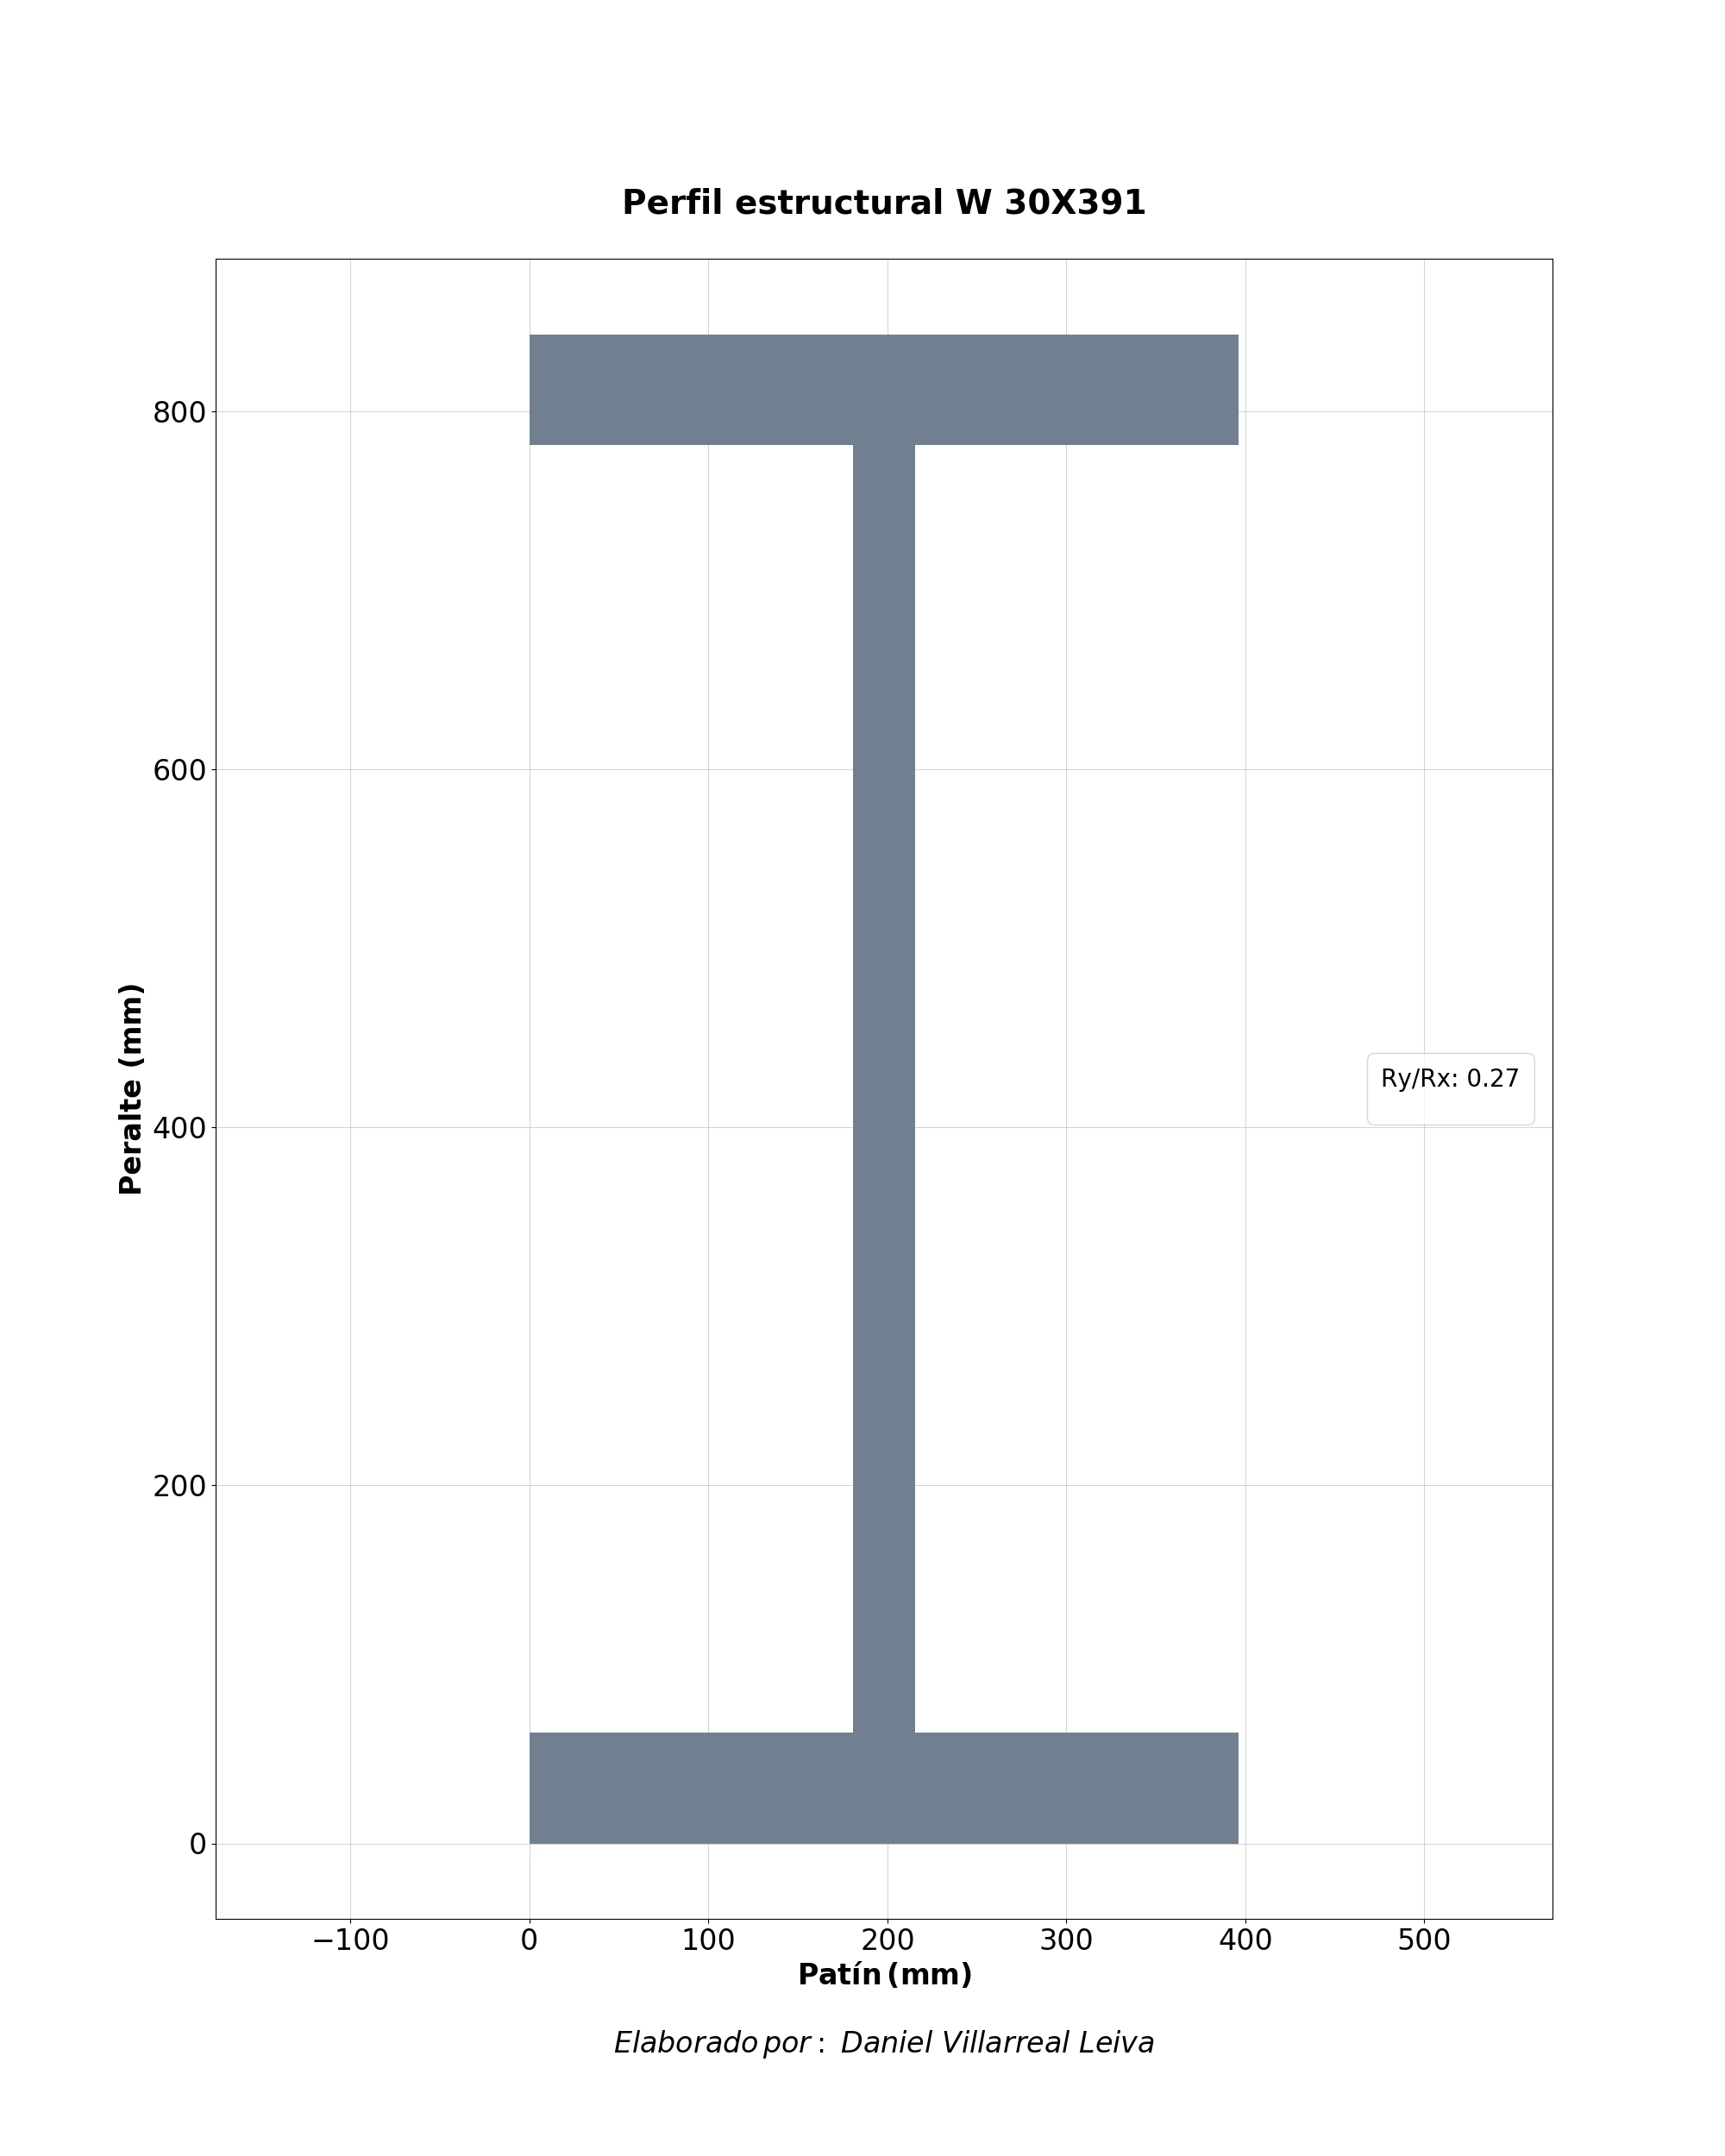 Perfil estructural W 30X391
800
600
400
200
0
Peralte (mm)
Ry/Rx: 0.27
−100 0 100 200 300 400 500
Patín (mm)
Elaborado por: Daniel Villarreal Leiva